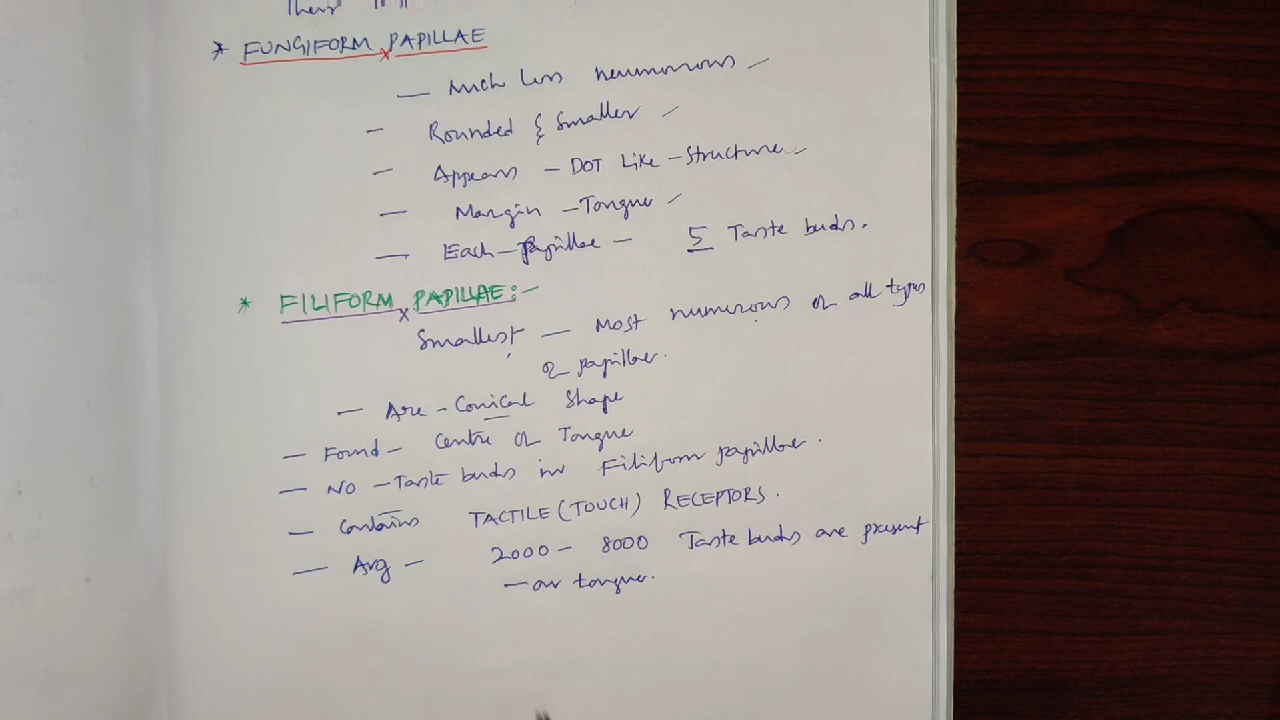 Their
* FUNGIFORM PAPILLAE
— Much less neumorous —
— Rounded & Smaller —
— Appears — DOT Like — Structure —
— Margin — Tongue —
— Each — Papillae — 5 Taste buds.
* FILIFORM PAPILLAE:-
Smallest — Most numerous of all types
of papillae.
— Are — Conical Shape
— Found — Centre of Tongue
— NO — Taste buds in Filiform papillae.
— Contains TACTILE (TOUCH) RECEPTORS.
— Avg — 2000 - 8000 Taste buds are present
— on tongue.